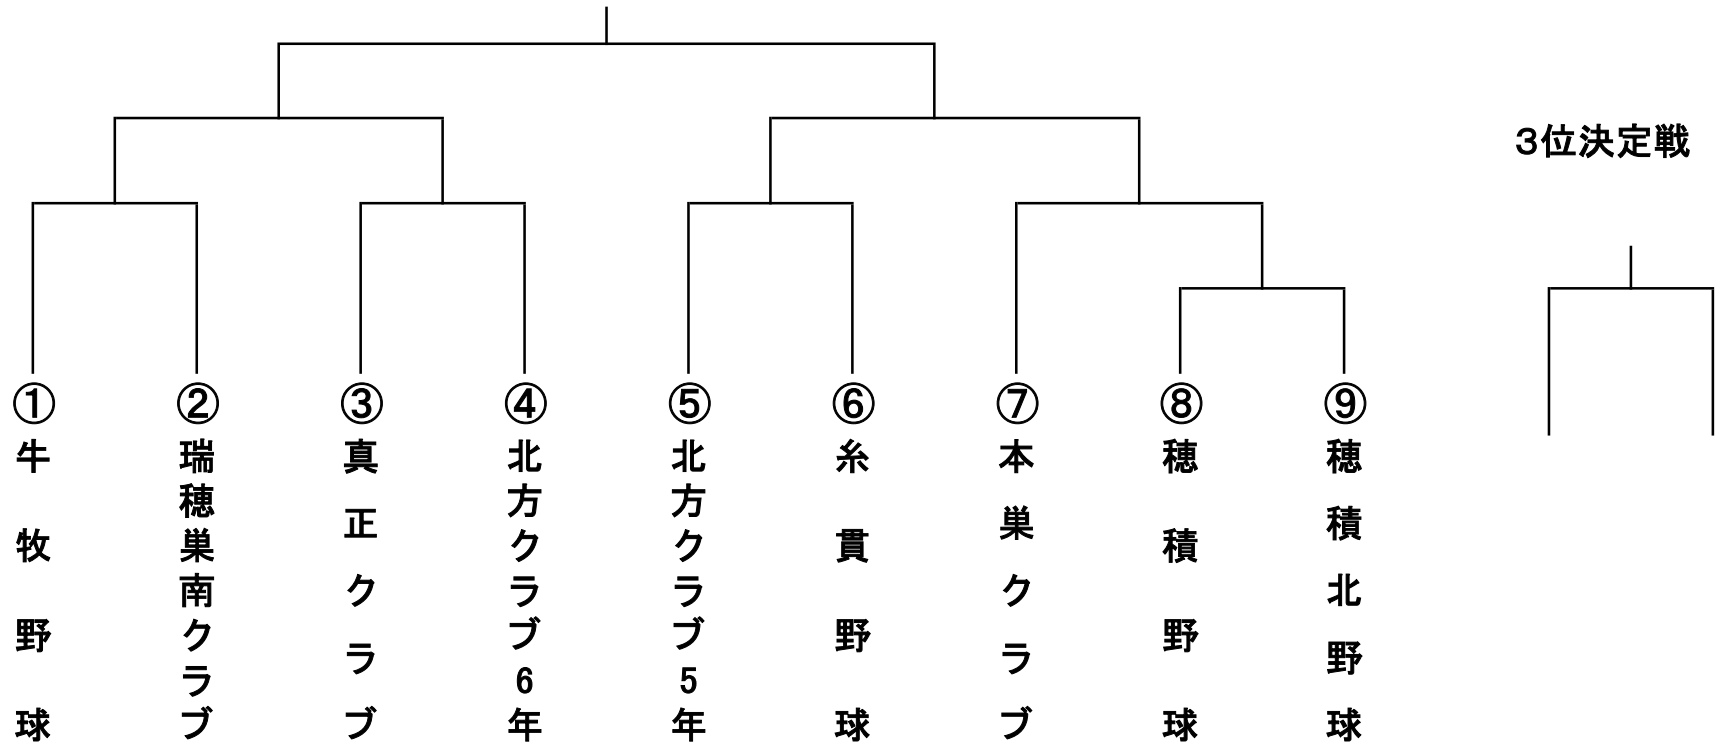 3位決定戦
①
牛牧野球
②
瑞穂巣南クラブ
③
真正クラブ
④
北方クラブ6年
⑤
北方クラブ5年
⑥
糸貫野球
⑦
本巣クラブ
⑧
穂積野球
⑨
穂積北野球